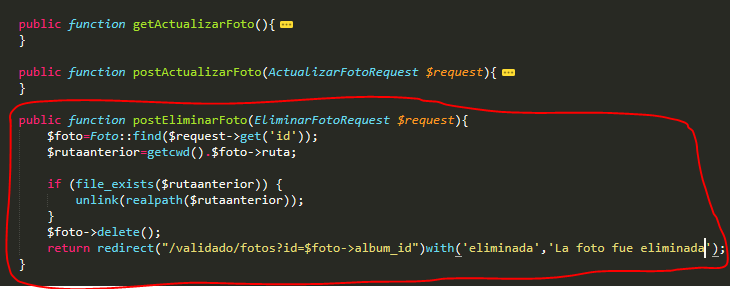 public function getActualizarFoto(){ ...
}
public function postActualizarFoto(ActualizarFotoRequest $request){ ...
}
public function postEliminarFoto(EliminarFotoRequest $request){
$foto=Foto::find($request->get('id'));
$rutaanterior=getcwd().$foto->ruta;
if (file_exists($rutaanterior)) {
unlink(realpath($rutaanterior));
}
$foto->delete();
return redirect("/validado/fotos?id=$foto->album_id")with('eliminada','La foto fue eliminada');
}